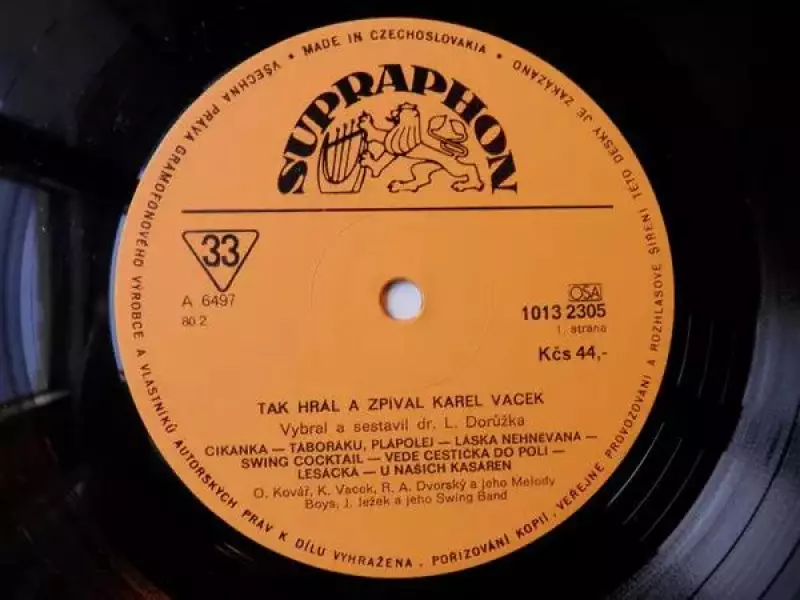 VŠECHNA PRÁVA GRAMOFONOVÉHO VÝROBCE A VLASTNÍKŮ AUTORSKÝCH PRÁV K DÍLU VYHRAŽENA. POŘIZOVÁNÍ KOPIÍ, VEŘEJNÉ PROVOZOVÁNÍ A ROZHLASOVÉ ŠÍŘENÍ TÉTO DESKY JE ZAKÁZÁNO • MADE IN CZECHOSLOVAKIA •
SUPRAPHON
33
A 6497
80 2
OSA
1013 2305
1. strana
Kčs 44,-
TAK HRÁL A ZPÍVAL KAREL VACEK
Vybral a sestavil dr. L. Dorůžka
CIKÁNKA — TÁBORÁKU, PLÁPOLEJ — LÁSKA NEHNĚVANÁ —
SWING COCKTAIL — VEDE CESTIČKA DO POLÍ —
LESÁCKÁ — U NAŠICH KASÁREN
O. Kovář, K. Vacek, R. A. Dvorský a jeho Melody
Boys, J. Ježek a jeho Swing Band